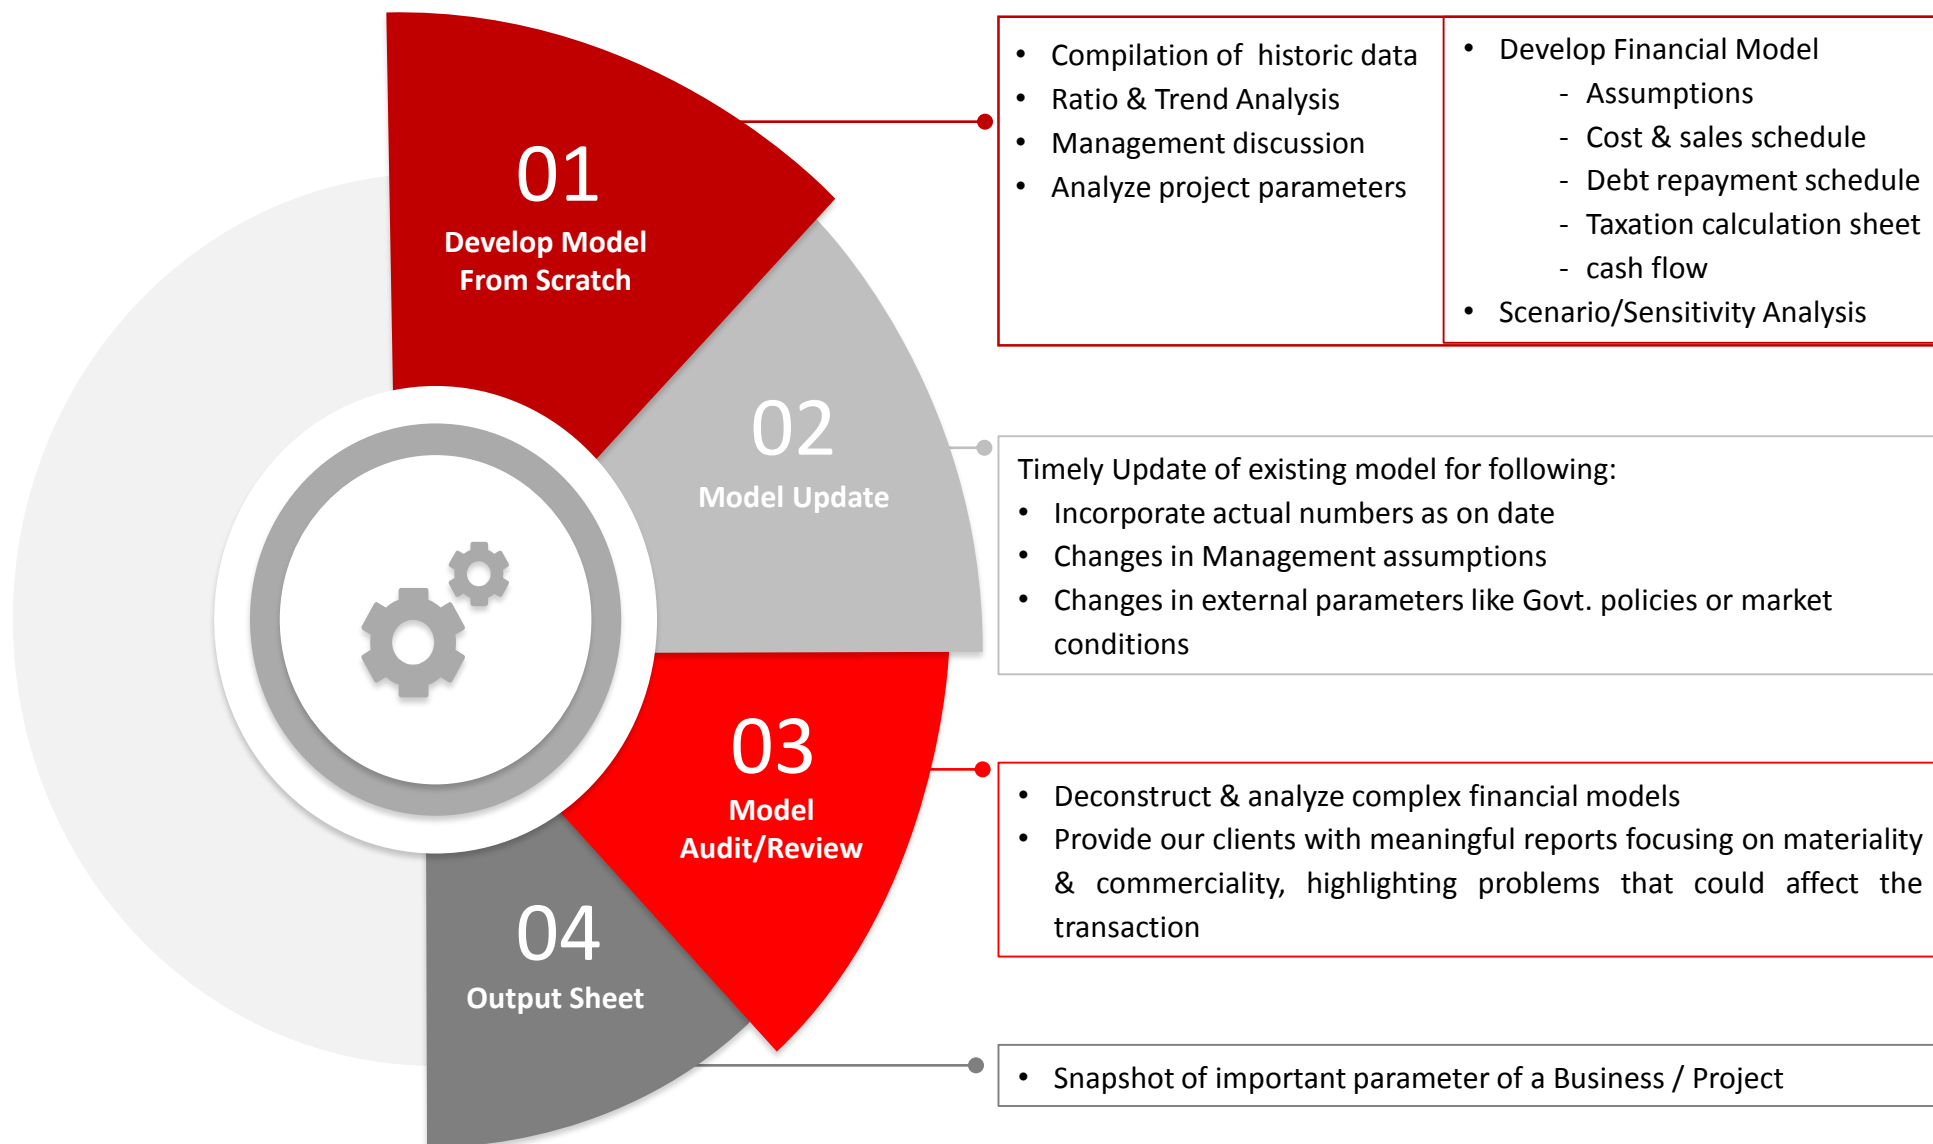 01
Develop Model
From Scratch
• Compilation of  historic data
• Ratio & Trend Analysis
• Management discussion
• Analyze project parameters
• Develop Financial Model
- Assumptions
- Cost & sales schedule
- Debt repayment schedule
- Taxation calculation sheet
- cash flow
• Scenario/Sensitivity Analysis
02
Model Update
Timely Update of existing model for following:
• Incorporate actual numbers as on date
• Changes in Management assumptions
• Changes in external parameters like Govt. policies or market
conditions
03
Model
Audit/Review
• Deconstruct & analyze complex financial models
• Provide our clients with meaningful reports focusing on materiality
& commerciality, highlighting problems that could affect the
transaction
04
Output Sheet
• Snapshot of important parameter of a Business / Project